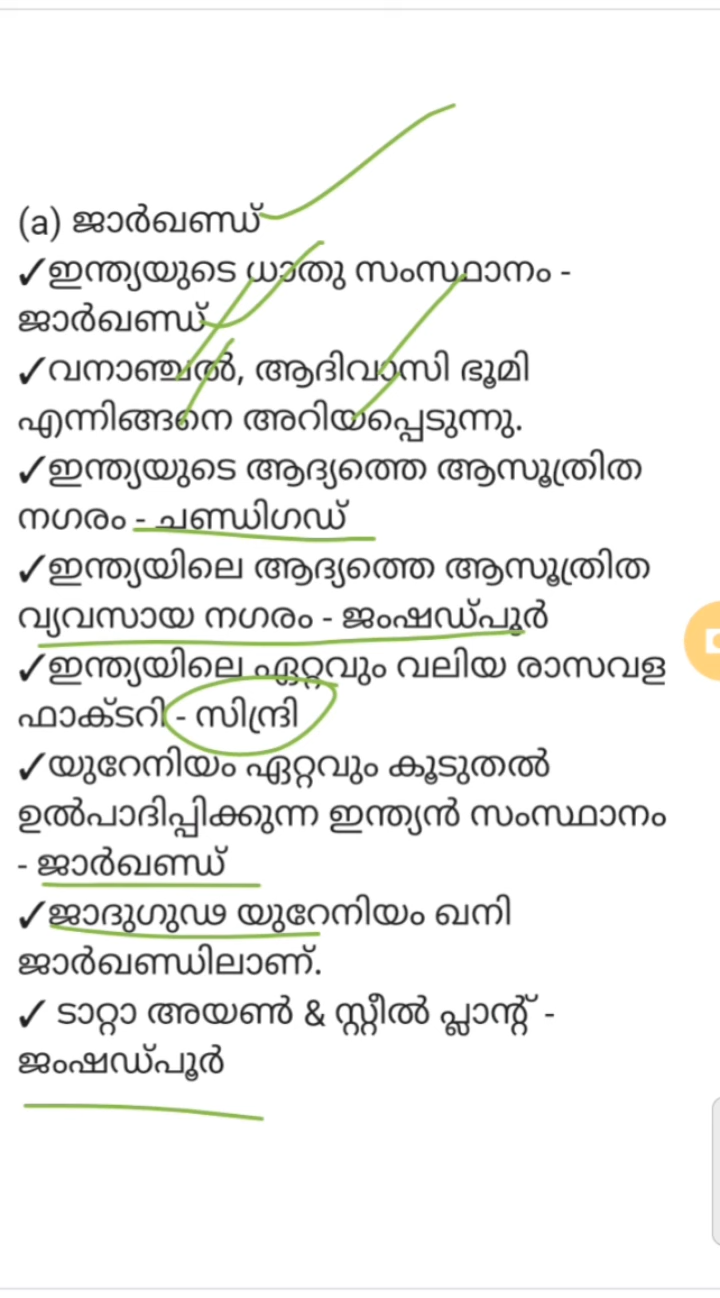 (a) ജാർഖണ്ഡ്
✓ഇന്ത്യയുടെ ധാതു സംസ്ഥാനം -
ജാർഖണ്ഡ്
✓വനാഞ്ചൽ, ആദിവാസി ഭൂമി
എന്നിങ്ങനെ അറിയപ്പെടുന്നു.
✓ഇന്ത്യയുടെ ആദ്യത്തെ ആസൂത്രിത
നഗരം - ചണ്ഡിഗഡ്
✓ഇന്ത്യയിലെ ആദ്യത്തെ ആസൂത്രിത
വ്യവസായ നഗരം - ജംഷഡ്പൂർ
✓ഇന്ത്യയിലെ ഏറ്റവും വലിയ രാസവള
ഫാക്ടറി - സിന്ദ്രി
✓യുറേനിയം ഏറ്റവും കൂടുതൽ
ഉൽപാദിപ്പിക്കുന്ന ഇന്ത്യൻ സംസ്ഥാനം
- ജാർഖണ്ഡ്
✓ജാദുഗുഢ യുറേനിയം ഖനി
ജാർഖണ്ഡിലാണ്.
✓ ടാറ്റാ അയൺ & സ്റ്റീൽ പ്ലാന്റ് -
ജംഷഡ്പൂർ